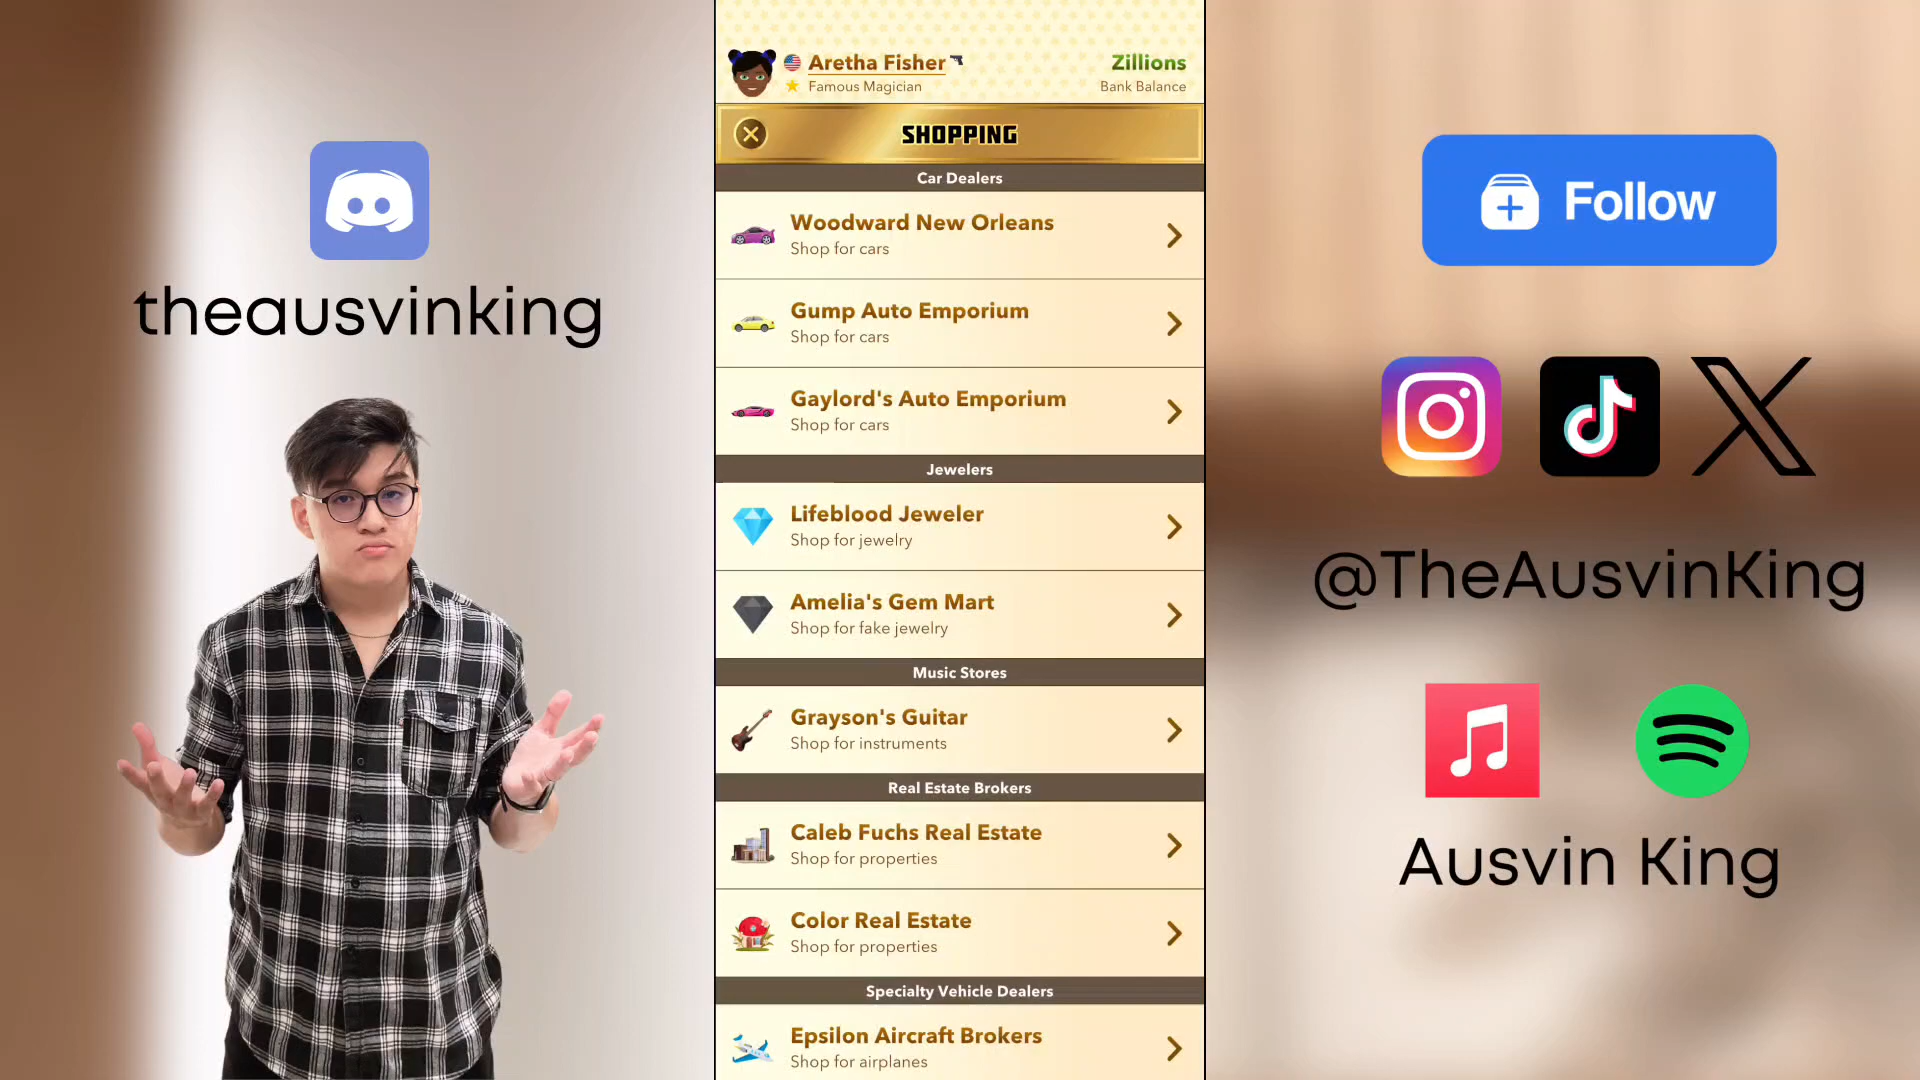 theausvinking
Aretha Fisher
Famous Magician
Zillions
Bank Balance
SHOPPING
Car Dealers
Woodward New Orleans
Shop for cars
Gump Auto Emporium
Shop for cars
Gaylord's Auto Emporium
Shop for cars
Jewelers
Lifeblood Jeweler
Shop for jewelry
Amelia's Gem Mart
Shop for fake jewelry
Music Stores
Grayson's Guitar
Shop for instruments
Real Estate Brokers
Caleb Fuchs Real Estate
Shop for properties
Color Real Estate
Shop for properties
Specialty Vehicle Dealers
Epsilon Aircraft Brokers
Shop for airplanes
Follow
@TheAusvinKing
Ausvin King